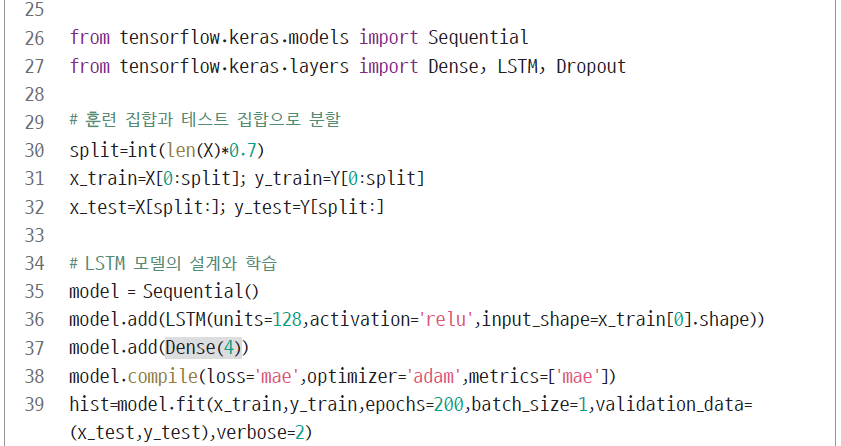 25
26 from tensorflow.keras.models import Sequential
27 from tensorflow.keras.layers import Dense, LSTM, Dropout
28
29 # 훈련 집합과 테스트 집합으로 분할
30 split=int(len(X)*0.7)
31 x_train=X[0:split]; y_train=Y[0:split]
32 x_test=X[split:]; y_test=Y[split:]
33
34 # LSTM 모델의 설계와 학습
35 model = Sequential()
36 model.add(LSTM(units=128,activation='relu',input_shape=x_train[0].shape))
37 model.add(Dense(4))
38 model.compile(loss='mae',optimizer='adam',metrics=['mae'])
39 hist=model.fit(x_train,y_train,epochs=200,batch_size=1,validation_data=
(x_test,y_test),verbose=2)